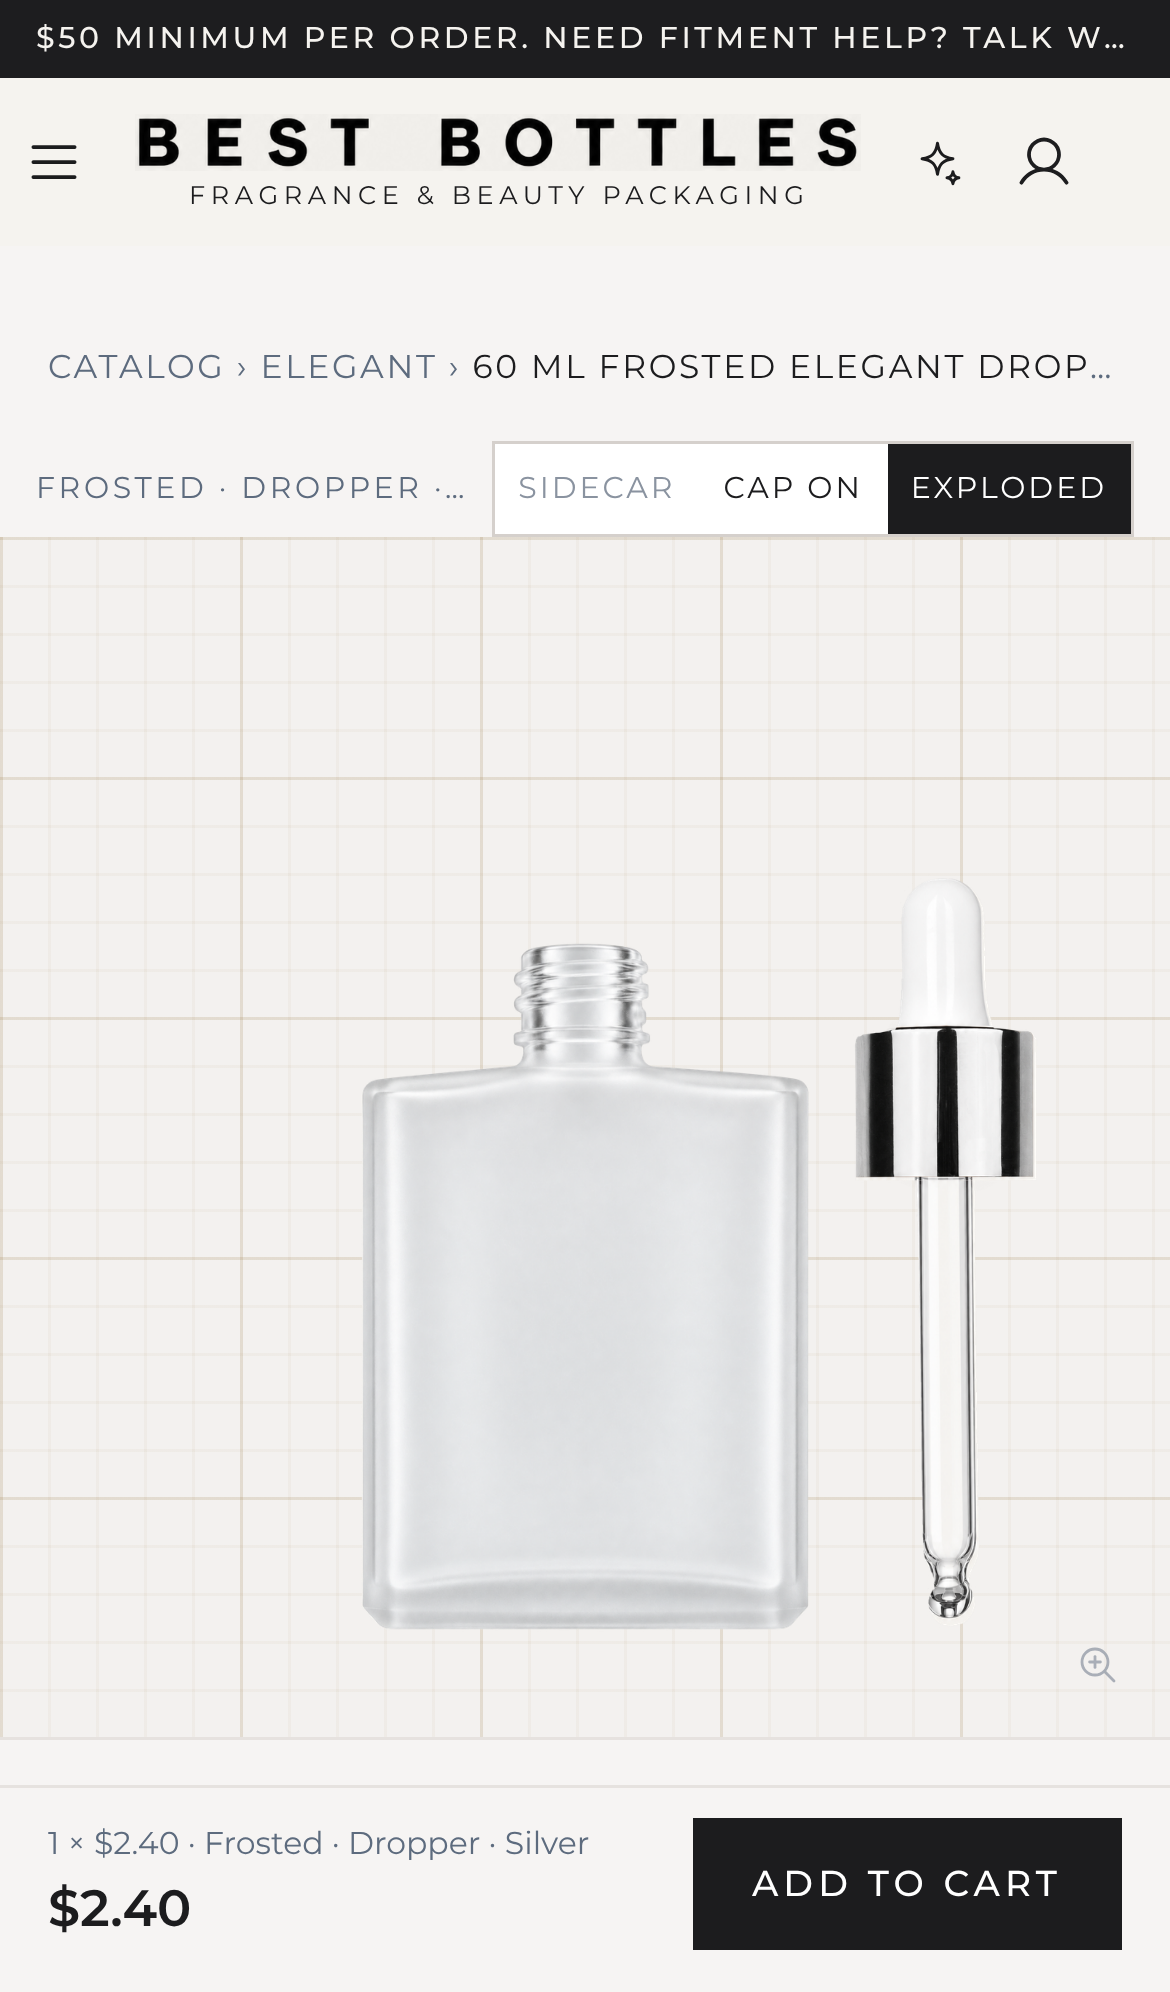 $50 MINIMUM PER ORDER. NEED FITMENT HELP? TALK W...
BEST BOTTLES
FRAGRANCE & BEAUTY PACKAGING
CATALOG › ELEGANT › 60 ML FROSTED ELEGANT DROP...
FROSTED · DROPPER ·...
SIDECAR CAP ON EXPLODED
1 × $2.40 · Frosted · Dropper · Silver
$2.40
ADD TO CART